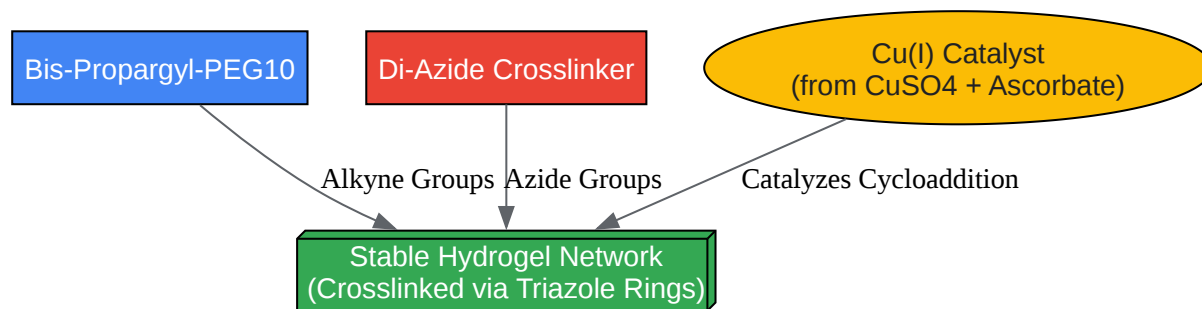 Bis-Propargyl-PEG10
Di-Azide Crosslinker
Cu(I) Catalyst
(from CuSO4 + Ascorbate)
Alkyne Groups
Azide Groups
Catalyzes Cycloaddition
Stable Hydrogel Network
(Crosslinked via Triazole Rings)